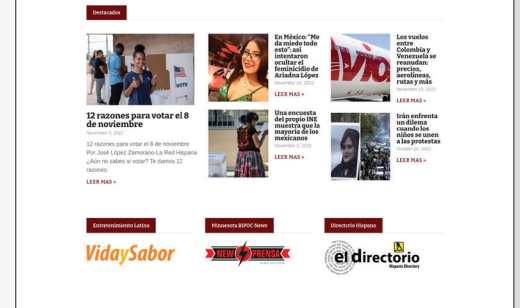 Destacados
VOTE
12 razones para votar el 8
de noviembre
November 3, 2022
12 razones para votar el 8 de noviembre
Por José López Zamorano-La Red Hispana
¿Aún no sabes si votar? Te damos 12
razones
LEER MAS »
En México: "Me
da miedo todo
esto": así
intentaron
ocultar el
feminicidio de
Ariadna López
November 10, 2022
LEER MAS »
Una encuesta
del propio INE
muestra que la
mayoría de los
mexicanos
November 3, 2022
LEER MAS »
Los vuelos
entre
Colombia y
Venezuela se
reanudan:
precios,
aerolíneas,
rutas y más
November 10, 2022
LEER MAS »
Irán enfrenta
un dilema
cuando los
niños se unen
a las protestas
October 10, 2022
LEER MAS »
Entretenimiento Latino
VidaySabor
Minnesota BIPOC News
NEW PRENSA
Directorio Hispano
el directorio
Hispanic Directory